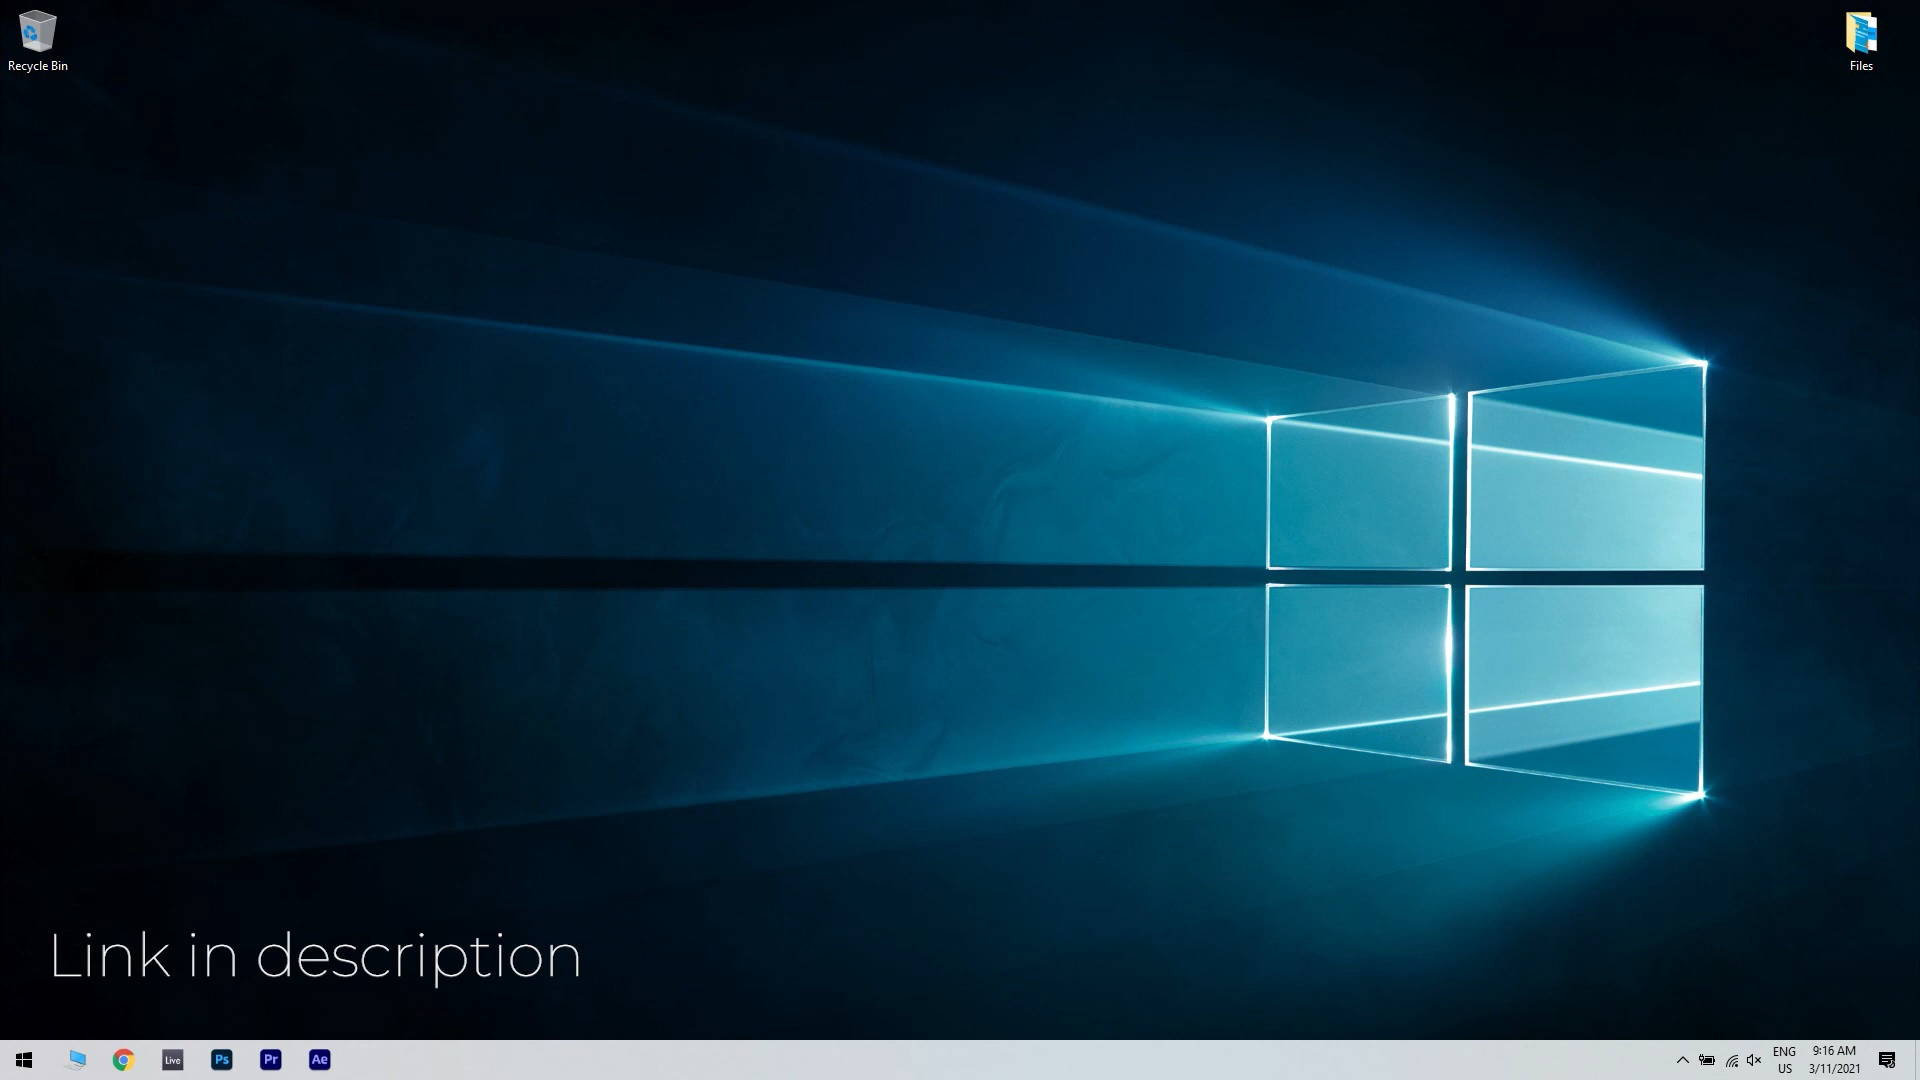 Recycle Bin
Files
Link in description
Live
Ps
Pr
Ae
ENG
US
9:16 AM
3/11/2021